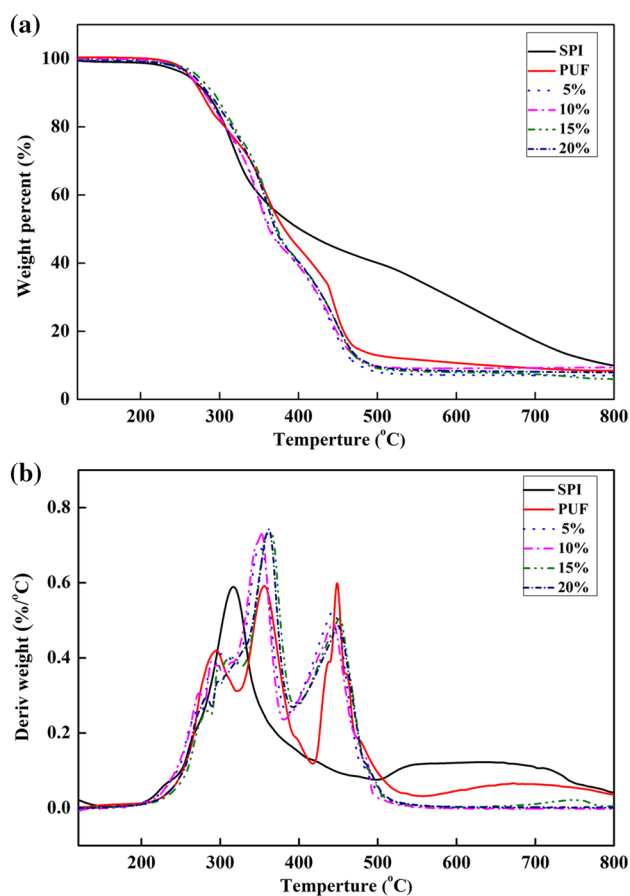 (a)
100
80
60
40
20
0
Weight percent (%)
SPI
PUF
5%
10%
15%
20%
200 300 400 500 600 700 800
Temperture (°C)
(b)
0.8
0.6
0.4
0.2
0.0
Deriv weight (%/°C)
SPI
PUF
5%
10%
15%
20%
200 300 400 500 600 700 800
Temperture (°C)